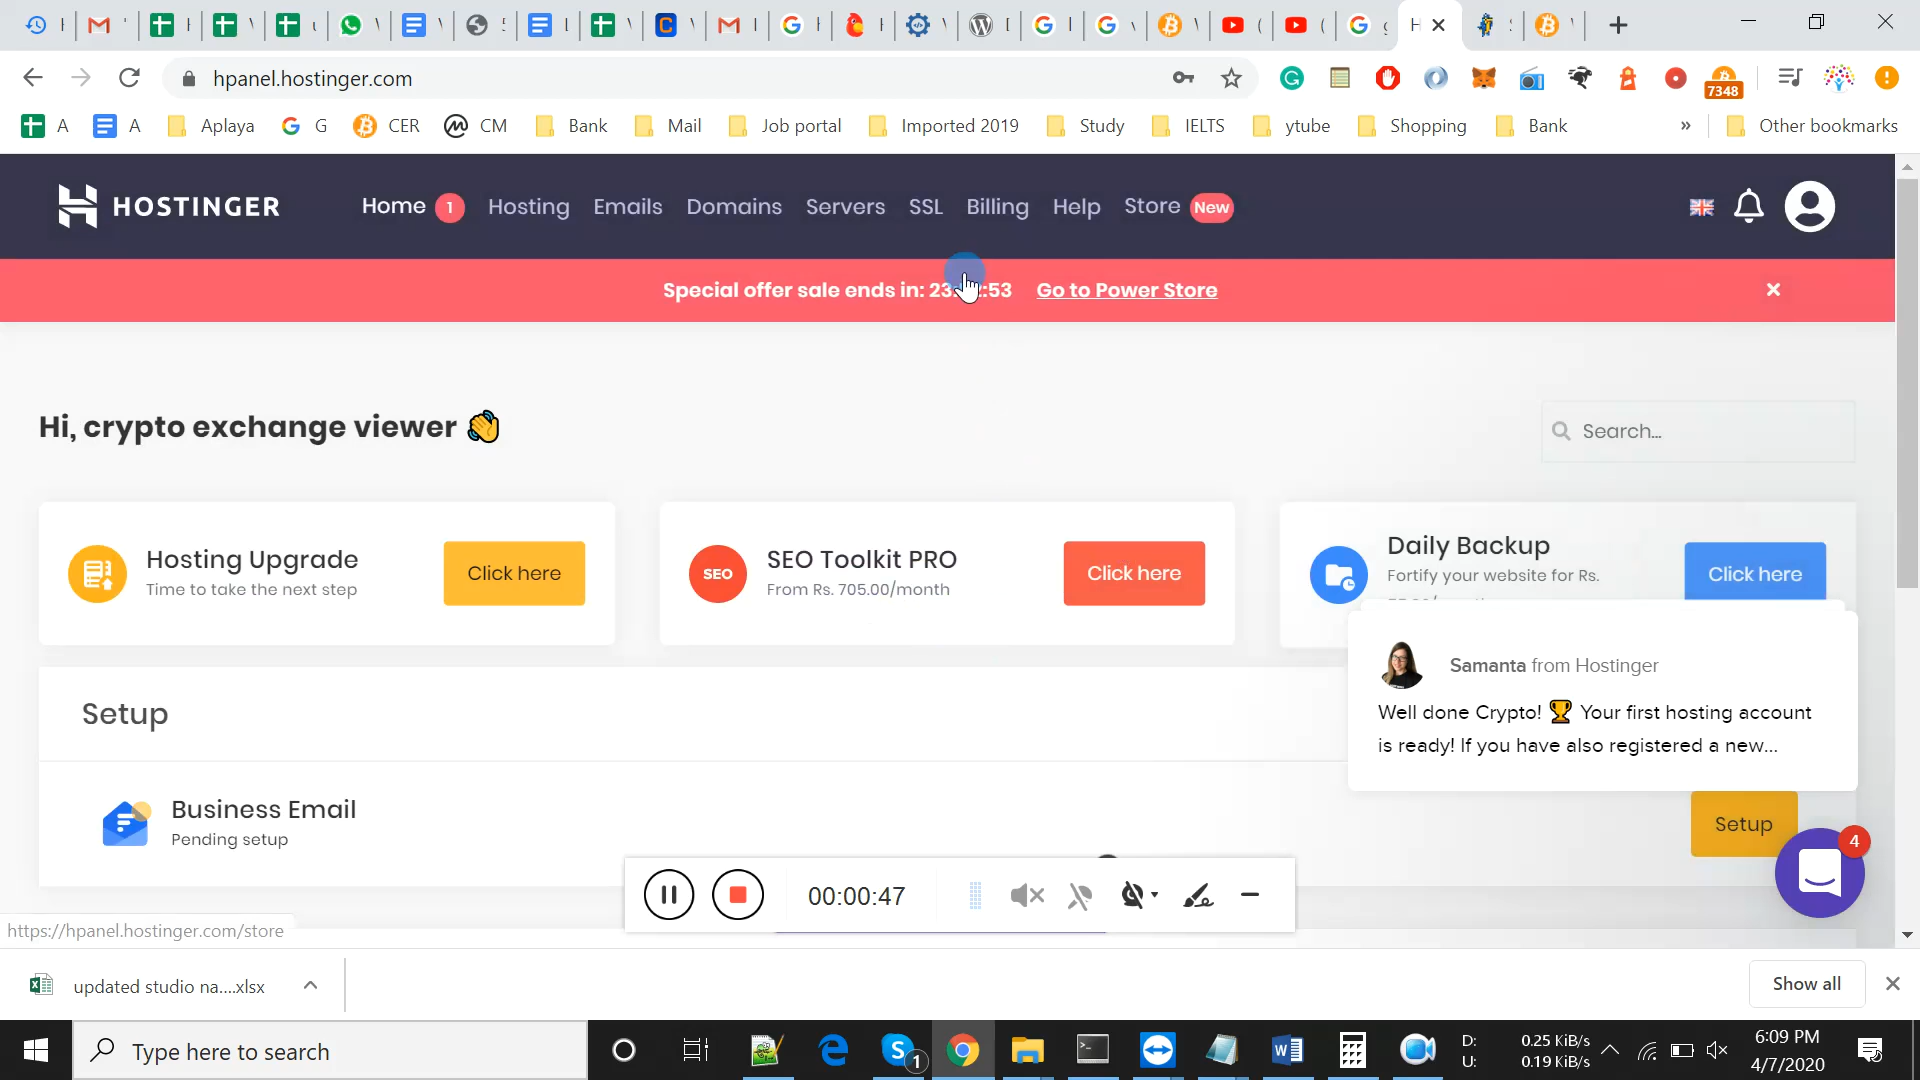 hpanel.hostinger.com
7348
A
A
Aplaya
G
CER
CM
Bank
Mail
Job portal
Imported 2019
Study
IELTS
ytube
Shopping
Bank
»
Other bookmarks
HOSTINGER
Home 1
Hosting
Emails
Domains
Servers
SSL
Billing
Help
Store New
Special offer sale ends in: Go to Power Store
Hi, crypto exchange viewer 👋
Search...
Hosting Upgrade
Time to take the next step
Click here
SEO
SEO Toolkit PRO
From Rs. 705.00/month
Click here
Daily Backup
Fortify your website for Rs.
Click here
Samanta from Hostinger
Well done Crypto! 🏆 Your first hosting account
is ready! If you have also registered a new...
Setup
Business Email
Pending setup
Setup
4
00:00:47
https://hpanel.hostinger.com/store
updated studio na....xlsx
Show all
Type here to search
1
D: 0.25 KiB/s
U: 0.19 KiB/s
6:09 PM
4/7/2020